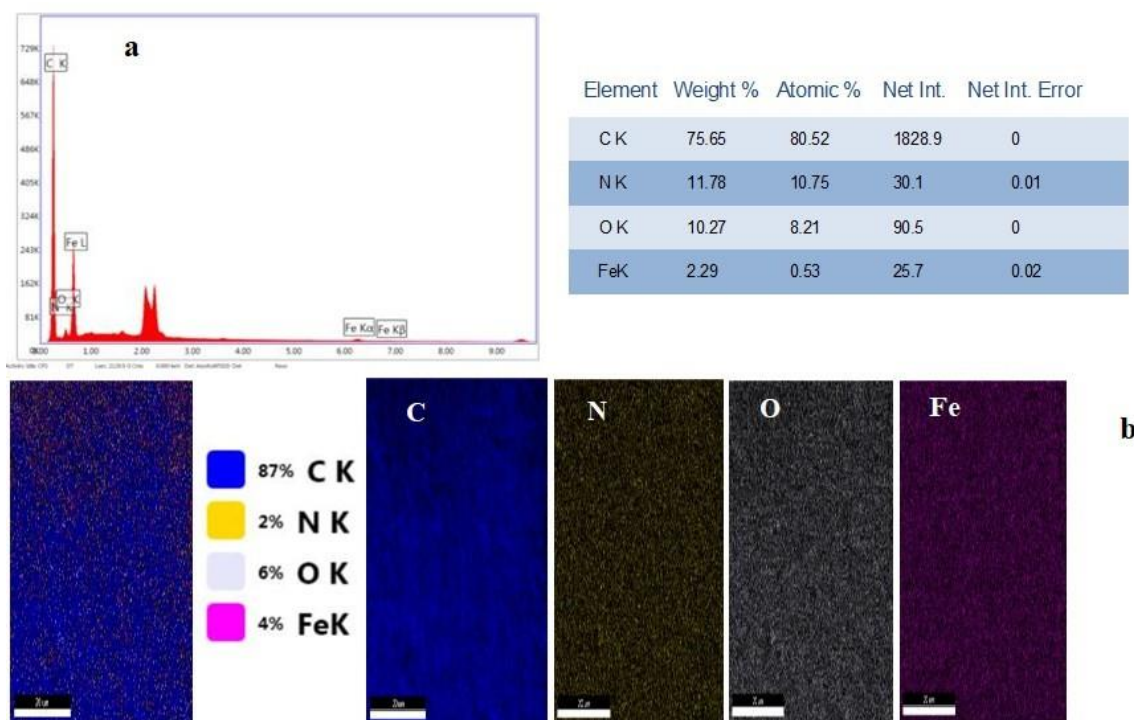 a
729K
648K
567K
486K
405K
324K
243K
162K
81K
C K
Fe L
O K
N K
Fe Kα Fe Kβ
1.00 2.00 3.00 4.00 5.00 6.00 7.00 8.00 9.00
Element Weight % Atomic % Net Int. Net Int. Error
C K 75.65 80.52 1828.9 0
N K 11.78 10.75 30.1 0.01
O K 10.27 8.21 90.5 0
FeK 2.29 0.53 25.7 0.02
87% C K
2% N K
6% O K
4% FeK
C
N
O
Fe
b